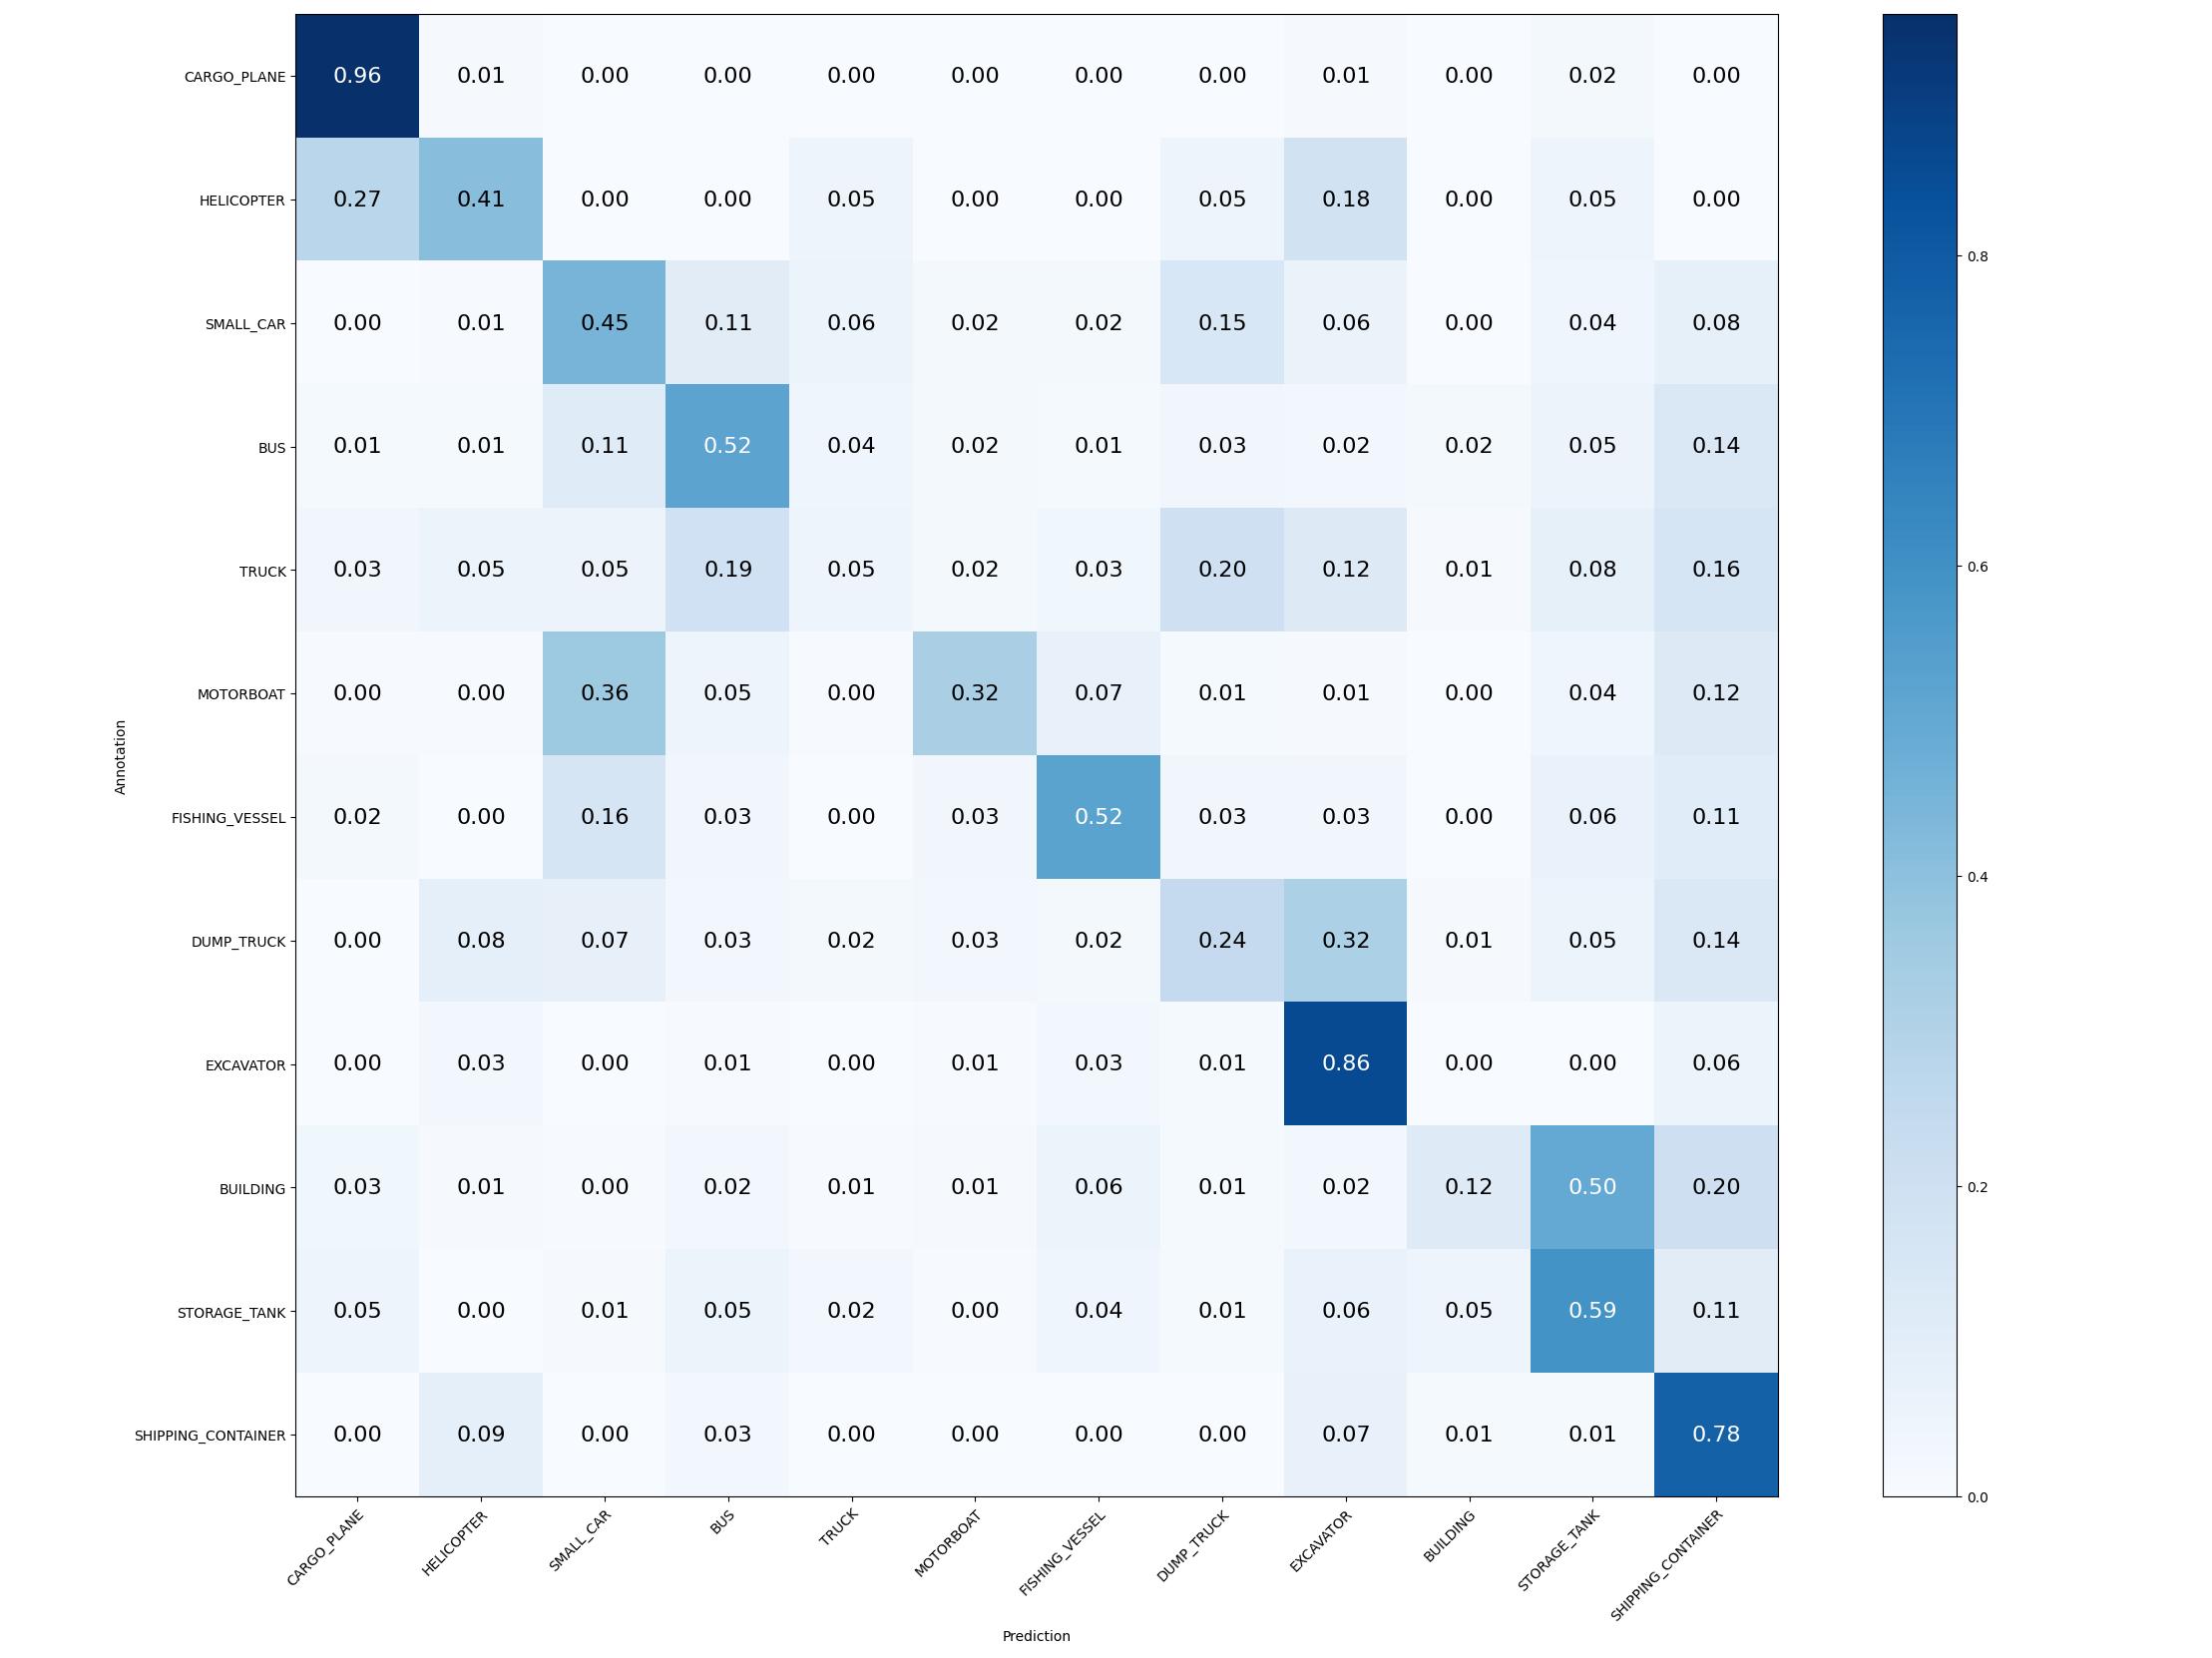 CARGO_PLANE 0.96 0.01 0.00 0.00 0.00 0.00 0.00 0.00 0.01 0.00 0.02 0.00
HELICOPTER 0.27 0.41 0.00 0.00 0.05 0.00 0.00 0.05 0.18 0.00 0.05 0.00
0.8
SMALL_CAR 0.00 0.01 0.45 0.11 0.06 0.02 0.02 0.15 0.06 0.00 0.04 0.08
BUS 0.01 0.01 0.11 0.52 0.04 0.02 0.01 0.03 0.02 0.02 0.05 0.14
TRUCK 0.03 0.05 0.05 0.19 0.05 0.02 0.03 0.20 0.12 0.01 0.08 0.16
0.6
MOTORBOAT 0.00 0.00 0.36 0.05 0.00 0.32 0.07 0.01 0.01 0.00 0.04 0.12
Annotation
FISHING_VESSEL 0.02 0.00 0.16 0.03 0.00 0.03 0.52 0.03 0.03 0.00 0.06 0.11
0.4
DUMP_TRUCK 0.00 0.08 0.07 0.03 0.02 0.03 0.02 0.24 0.32 0.01 0.05 0.14
EXCAVATOR 0.00 0.03 0.00 0.01 0.00 0.01 0.03 0.01 0.86 0.00 0.00 0.06
BUILDING 0.03 0.01 0.00 0.02 0.01 0.01 0.06 0.01 0.02 0.12 0.50 0.20
0.2
STORAGE_TANK 0.05 0.00 0.01 0.05 0.02 0.00 0.04 0.01 0.06 0.05 0.59 0.11
SHIPPING_CONTAINER 0.00 0.09 0.00 0.03 0.00 0.00 0.00 0.00 0.07 0.01 0.01 0.78
0.0
CARGO_PLANE HELICOPTER SMALL_CAR BUS TRUCK MOTORBOAT FISHING_VESSEL DUMP_TRUCK EXCAVATOR BUILDING STORAGE_TANK SHIPPING_CONTAINER
Prediction